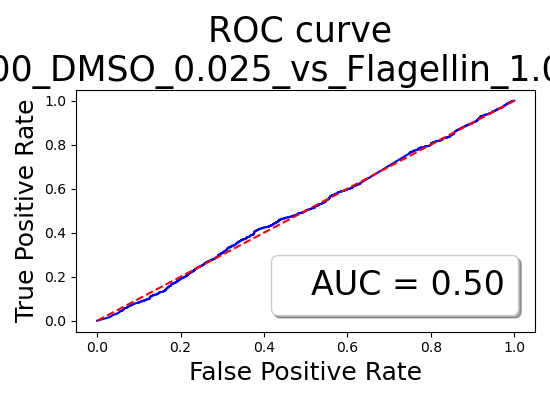 ROC curve
00_DMSO_0.025_vs_Flagellin_1.0
True Positive Rate
1.0
0.8
0.6
0.4
0.2
0.0
AUC = 0.50
0.0 0.2 0.4 0.6 0.8 1.0
False Positive Rate